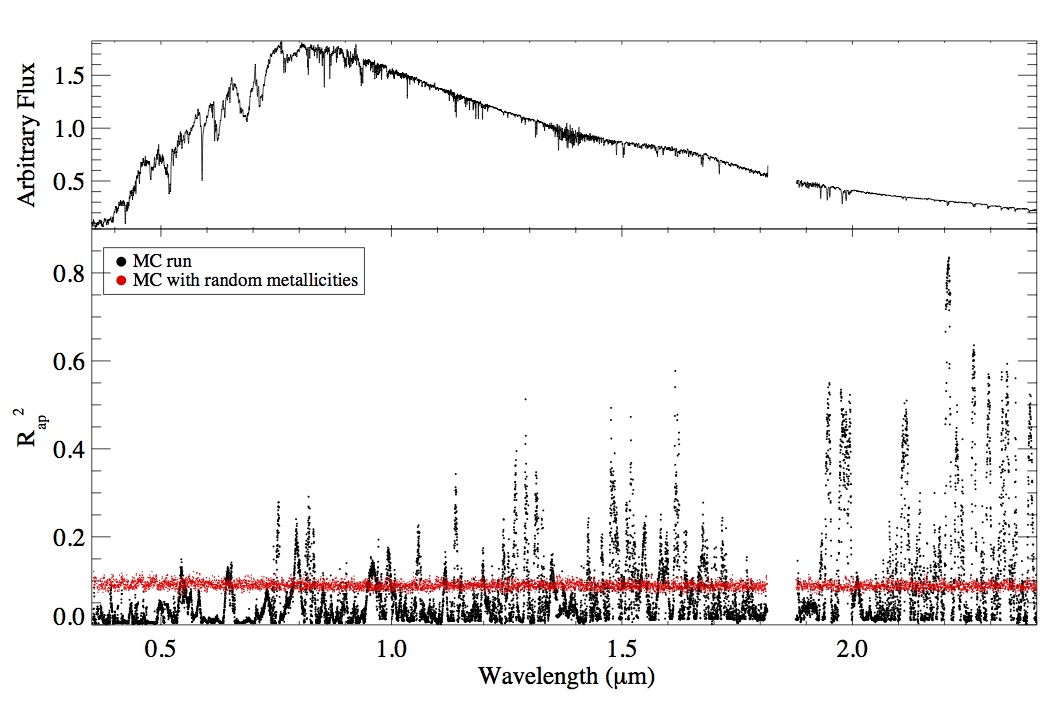 Arbitrary Flux
1.5
1.0
0.5
MC run
MC with random metallicities
R_ap^2
0.8
0.6
0.4
0.2
0.0
0.5
1.0
1.5
2.0
Wavelength (μm)